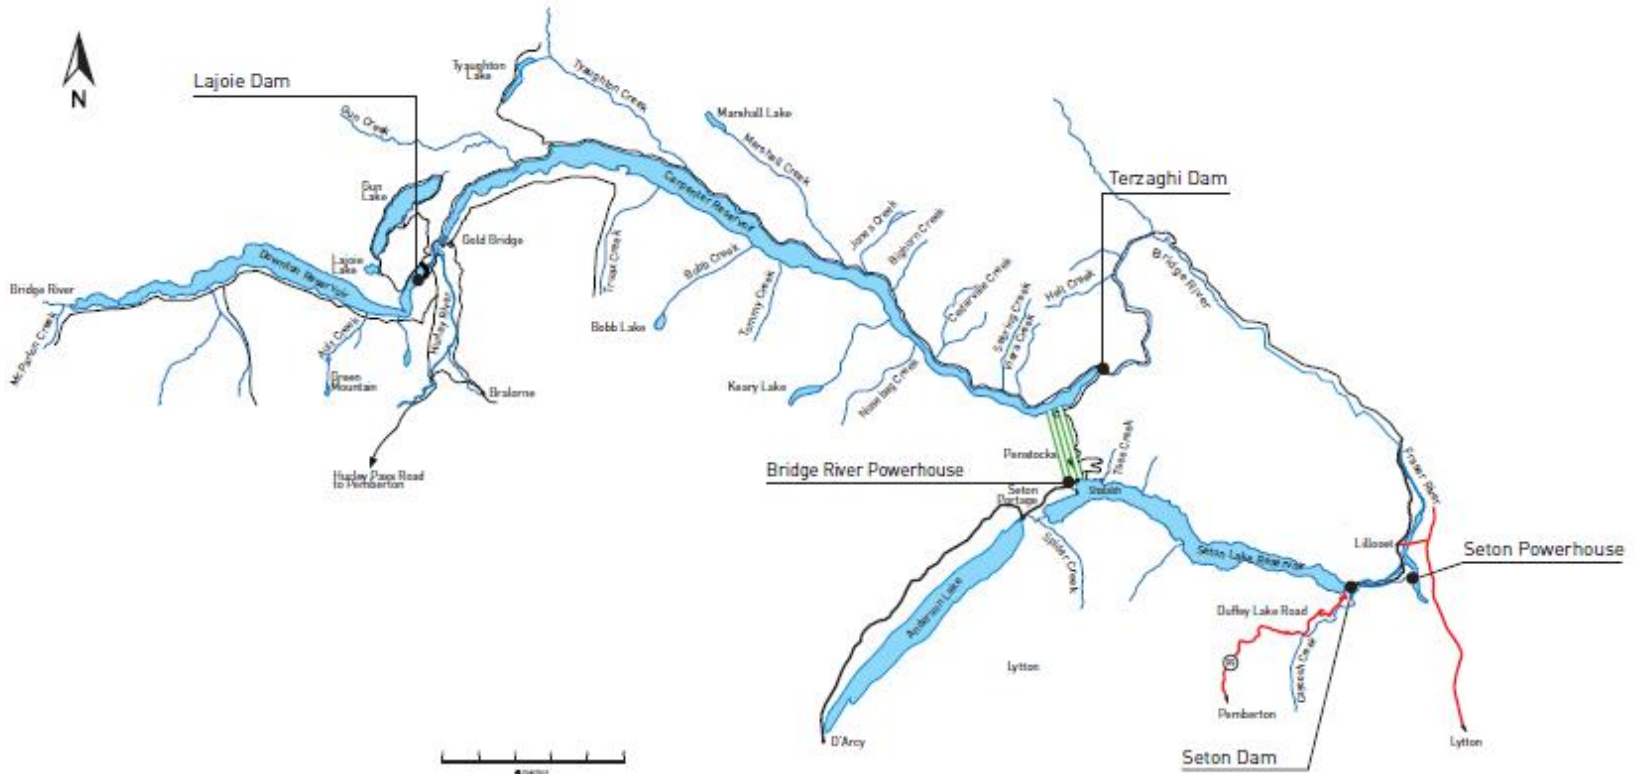 N
Lajoie Dam
Tyaughton
Lake
Tyaughton Creek
Gun Creek
Marshall Lake
Marshall Creek
Terzaghi Dam
Gun
Lake
Carpenter Reservoir
Jones Creek
Bighorn Creek
Gold Bridge
Bridge River
Lajoie
Lake
Downton Reservoir
Truax Creek
Bobb Creek
Tommy Creek
Cedarville Creek
Hall Creek
Bridge River
Viera Creek
Bobb Lake
Hurley River
Green
Mountain
Keary Lake
Nosebag Creek
Bralorne
Penstocks
Bridge River Powerhouse
Seton
Portage
Shalalth
Fraser River
Hurley Pass Road
to Pemberton
Spider Creek
Seton Lake Reservoir
Lillooet
Seton Powerhouse
Anderson Lake
Duffey Lake Road
Lytton
Pemberton
D'Arcy
Lytton
Seton Dam